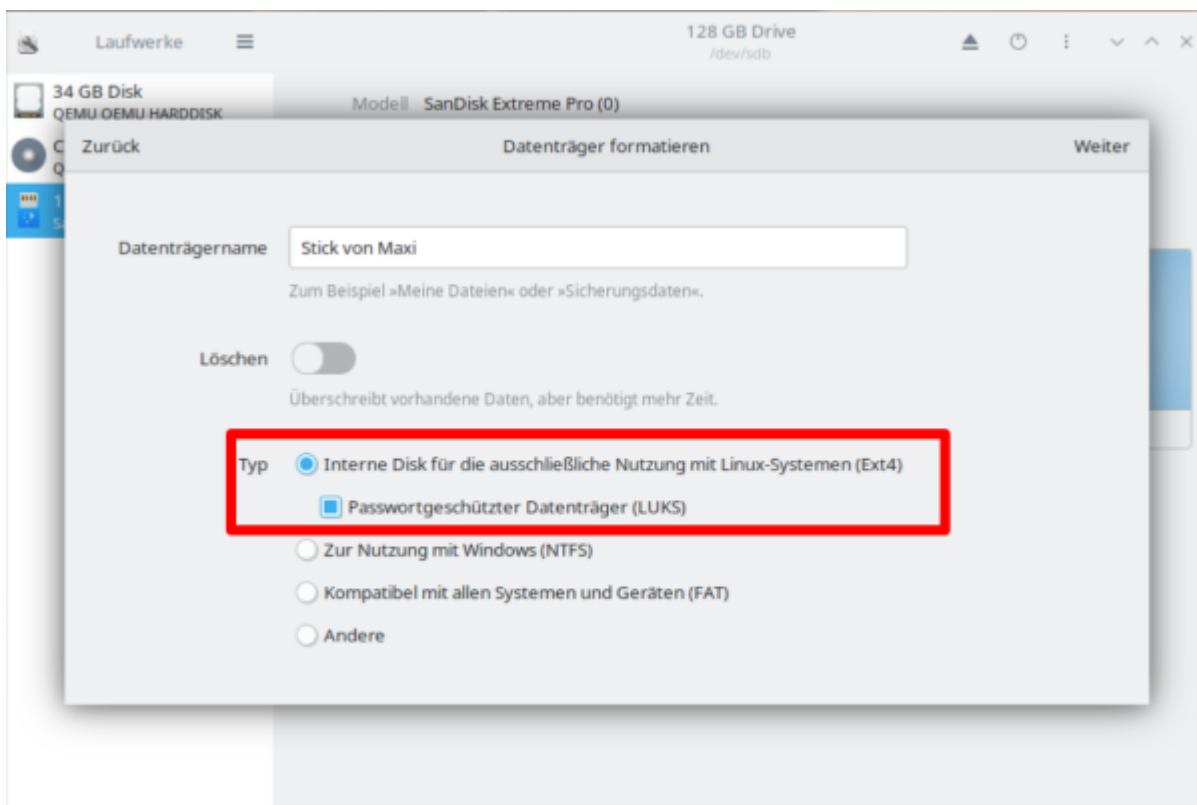 Laufwerke
128 GB Drive
/dev/sdb
34 GB Disk
QEMU QEMU HARDDISK
Modell SanDisk Extreme Pro (0)
Zurück
Datenträger formatieren
Weiter
Datenträgername
Stick von Maxi
Zum Beispiel »Meine Dateien« oder »Sicherungsdaten«.
Löschen
Überschreibt vorhandene Daten, aber benötigt mehr Zeit.
Typ Interne Disk für die ausschließliche Nutzung mit Linux-Systemen (Ext4)
Passwortgeschützter Datenträger (LUKS)
Zur Nutzung mit Windows (NTFS)
Kompatibel mit allen Systemen und Geräten (FAT)
Andere